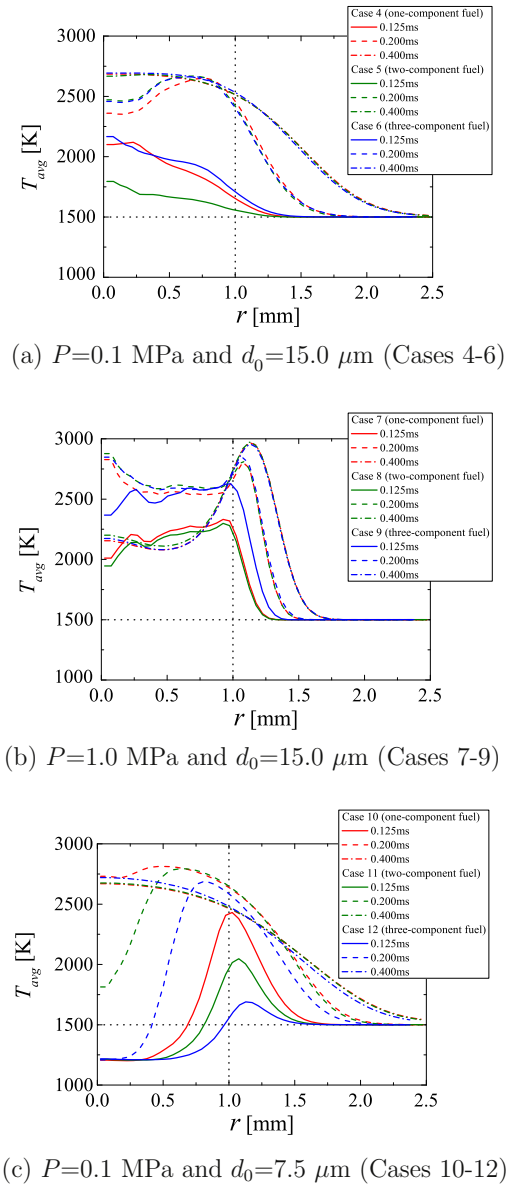 Case 4 (one-component fuel)
0.125ms
0.200ms
0.400ms
Case 5 (two-component fuel)
0.125ms
0.200ms
0.400ms
Case 6 (three-component fuel)
0.125ms
0.200ms
0.400ms
3000
2500
2000
1500
1000
T_avg [K]
0.0 0.5 1.0 1.5 2.0 2.5
r [mm]
(a) P=0.1 MPa and d₀=15.0 μm (Cases 4-6)
Case 7 (one-component fuel)
0.125ms
0.200ms
0.400ms
Case 8 (two-component fuel)
0.125ms
0.200ms
0.400ms
Case 9 (three-component fuel)
0.125ms
0.200ms
0.400ms
3000
2500
2000
1500
1000
T_avg [K]
0.0 0.5 1.0 1.5 2.0 2.5
r [mm]
(b) P=1.0 MPa and d₀=15.0 μm (Cases 7-9)
Case 10 (one-component fuel)
0.125ms
0.200ms
0.400ms
Case 11 (two-component fuel)
0.125ms
0.200ms
0.400ms
Case 12 (three-component fuel)
0.125ms
0.200ms
0.400ms
3000
2500
2000
1500
1000
T_avg [K]
0.0 0.5 1.0 1.5 2.0 2.5
r [mm]
(c) P=0.1 MPa and d₀=7.5 μm (Cases 10-12)